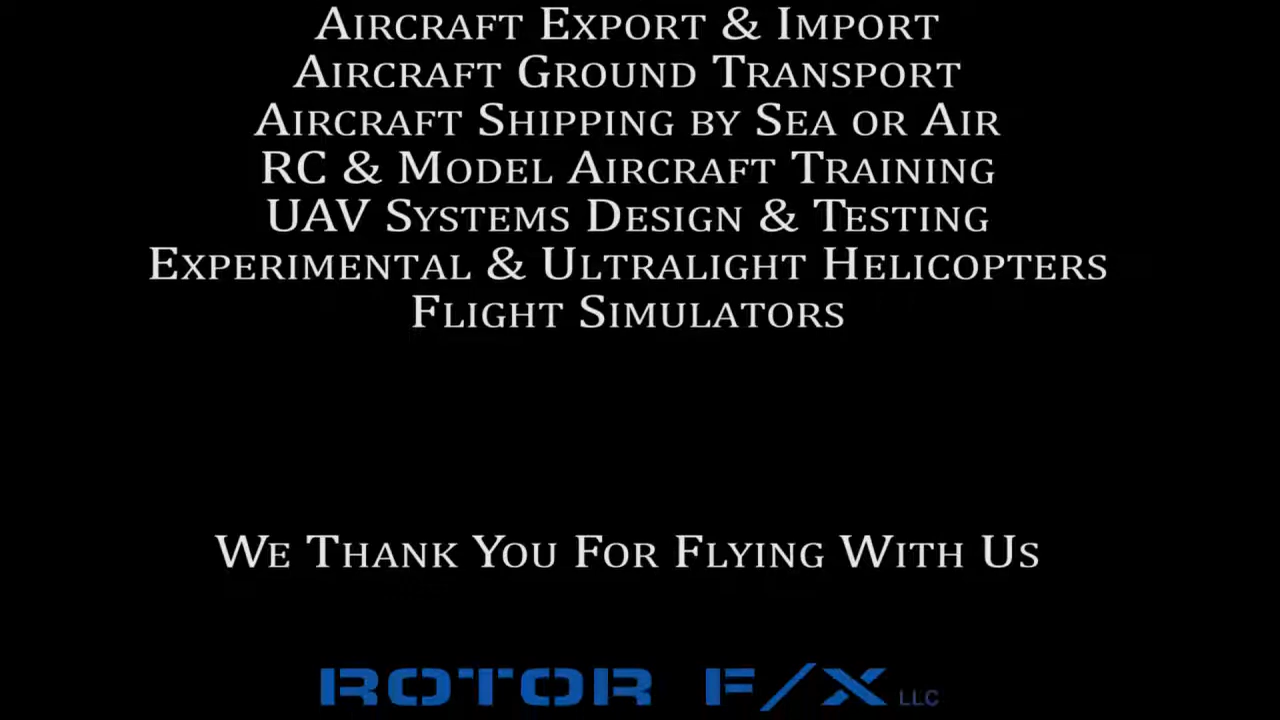 Aircraft Export & Import
Aircraft Ground Transport
Aircraft Shipping by Sea or Air
RC & Model Aircraft Training
UAV Systems Design & Testing
Experimental & Ultralight Helicopters
Flight Simulators
We Thank You For Flying With Us
ROTOR F/X LLC